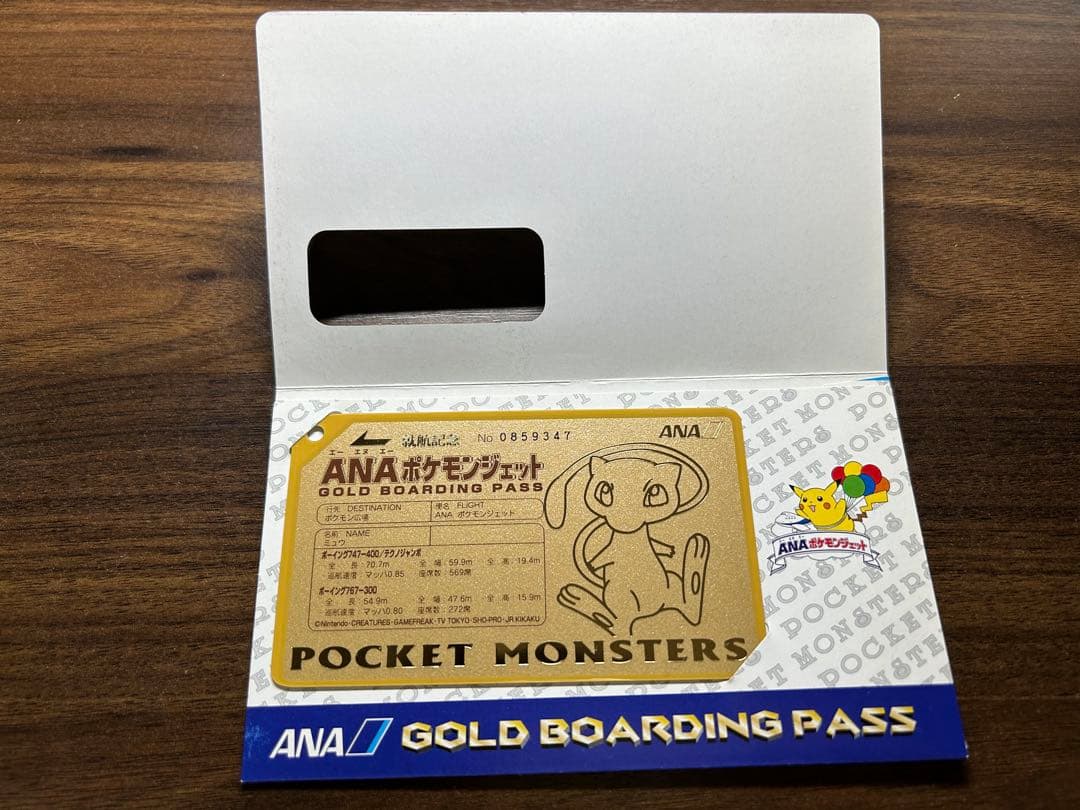 就航記念 No 0859347 ANA
エー エヌ エー
ANAポケモンジェット
GOLD BOARDING PASS
行先 DESTINATION
ポケモン広場
便名 FLIGHT
ANA ポケモンジェット
名前 NAME
ミュウ
ボーイング747-400/テクノジャンボ
全 長:70.7m 全 幅:59.9m 全 高:19.4m
巡航速度:マッハ0.85 座席数:569席
ボーイング767-300
全 長:54.9m 全 幅:47.6m 全 高:15.9m
巡航速度:マッハ0.80 座席数:272席
©Nintendo·CREATURES·GAMEFREAK·TV TOKYO·SHO-PRO·JR KIKAKU
POCKET MONSTERS
ANAポケモンジェット
POCKET MONSTERS
ANA GOLD BOARDING PASS